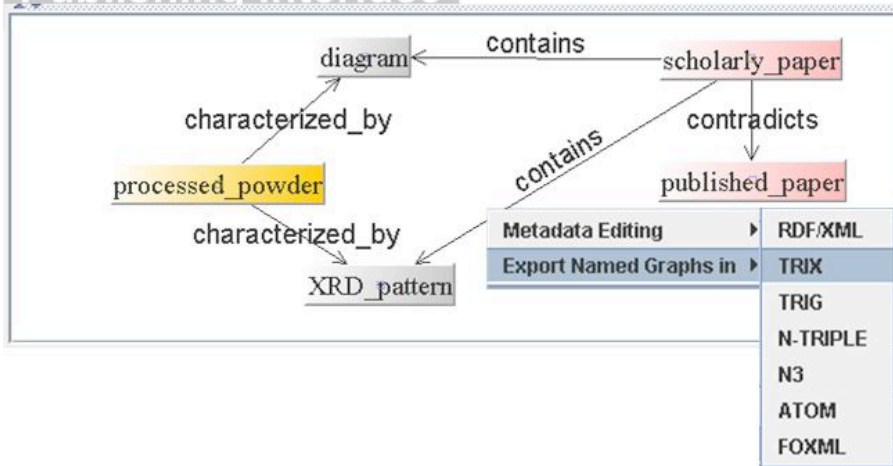 contains
diagram
scholarly_paper
characterized_by
contradicts
contains
processed_powder
published_paper
characterized_by
XRD_pattern
Metadata Editing
Export Named Graphs in
RDF/XML
TRIX
TRIG
N-TRIPLE
N3
ATOM
FOXML